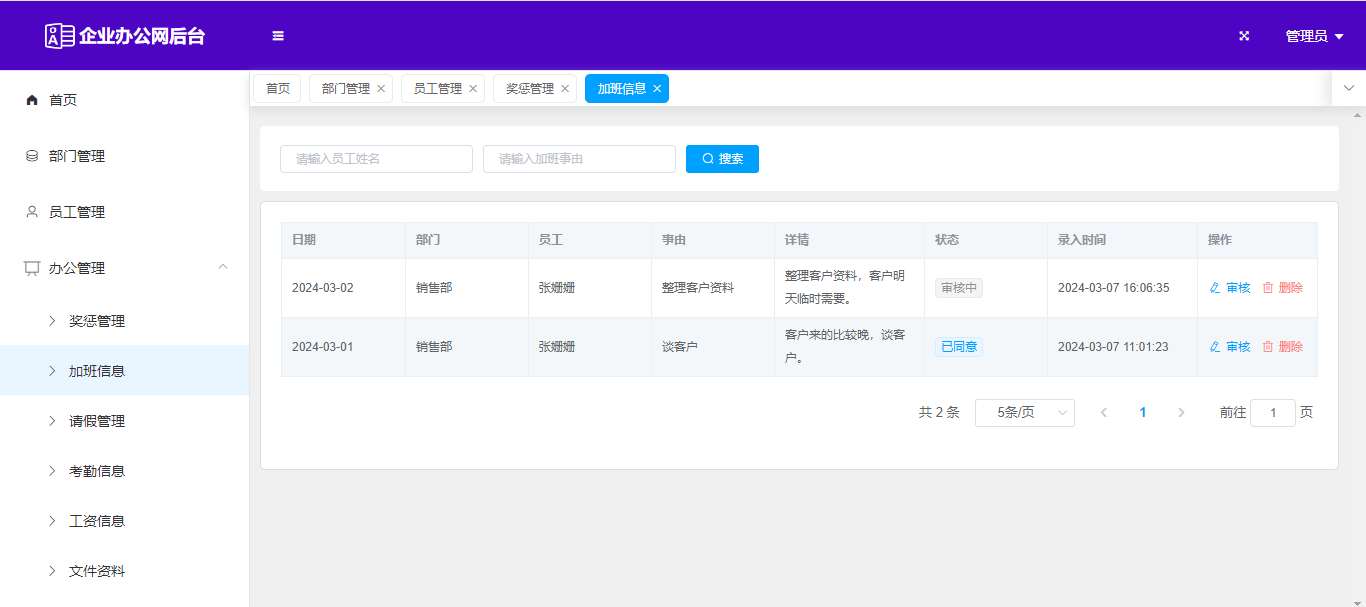 企业办公网后台
管理员
首页
部门管理
员工管理
办公管理
奖惩管理
加班信息
请假管理
考勤信息
工资信息
文件资料
首页 部门管理 员工管理 奖惩管理 加班信息
请输入员工姓名 请输入加班事由 搜索
日期 部门 员工 事由 详情 状态 录入时间 操作
2024-03-02 销售部 张姗姗 整理客户资料 整理客户资料，客户明 审核中 2024-03-07 16:06:35 审核 删除
天临时需要。
2024-03-01 销售部 张姗姗 谈客户 客户来的比较晚，谈客 已同意 2024-03-07 11:01:23 审核 删除
户。
共 2 条 5条/页 1 前往 1 页